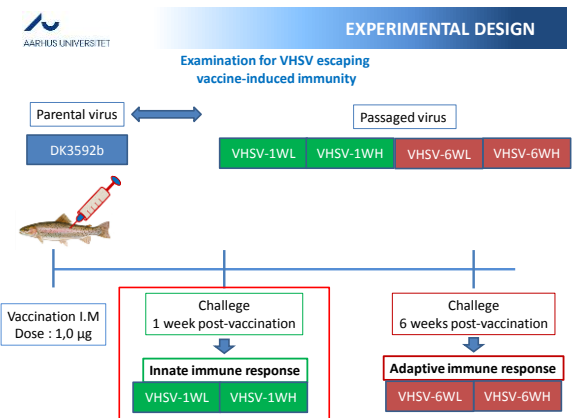 AARHUS UNIVERSITET
EXPERIMENTAL DESIGN
Examination for VHSV escaping
vaccine-induced immunity
Parental virus
Passaged virus
DK3592b
VHSV-1WL VHSV-1WH VHSV-6WL VHSV-6WH
Vaccination I.M
Dose : 1,0 µg
Challege
1 week post-vaccination
Innate immune response
VHSV-1WL VHSV-1WH
Challege
6 weeks post-vaccination
Adaptive immune response
VHSV-6WL VHSV-6WH